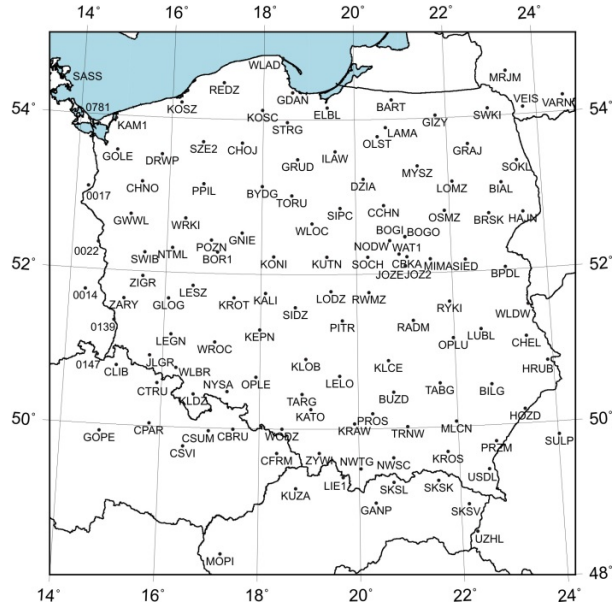 14° 16° 18° 20° 22° 24°
WLAD
SASS
MRJM
REDZ
GDAN
VEIS
VARN
0781
KOSZ
BART
54°
54°
KAM1
KOSC
ELBL
GIZY
SWKI
STRG
LAMA
OLST
GOLE
DRWP
SZE2
CHOJ
ILAW
GRAJ
GRUD
MYSZ
SOKL
0017
CHNO
PPIL
BYDG
DZIA
LOMZ
BIAL
TORU
GWWL
WRKI
SIPC
CCHN
OSMZ
BRSK
HAJN
WLOC
BOGI
BOGO
0022
POZN
GNIE
NODW
WAT1
SWIB
NTML
BOR1
KONI
KUTN
SOCH
CBKA
52°
52°
JOZE
JOZ2
MIMA
SIED
BPDL
ZIGR
0014
ZARY
GLOG
LESZ
KROT
KALI
LODZ
RWMZ
RYKI
WLDW
SIDZ
0139
LEGN
WROC
KEPN
PITR
RADM
OPLU
LUBL
CHEL
0147
CLIB
JLGR
WLBR
KLOB
KLCE
HRUB
CTRU
NYSA
OPLE
LELO
TABG
BILG
KLDZ
TARG
BUZD
KATO
HOZD
50°
50°
GOPE
CPAR
CSUM
CBRU
WODZ
KRAW
PROS
TRNW
MLCN
SULP
CSVI
PRZM
CFRM
ZYWI
NWTG
NWSC
KROS
USDL
LIE1
SKSL
SKSK
KUZA
GANP
SKSV
UZHL
MOPI
48°
14° 16° 18° 20° 22° 24°